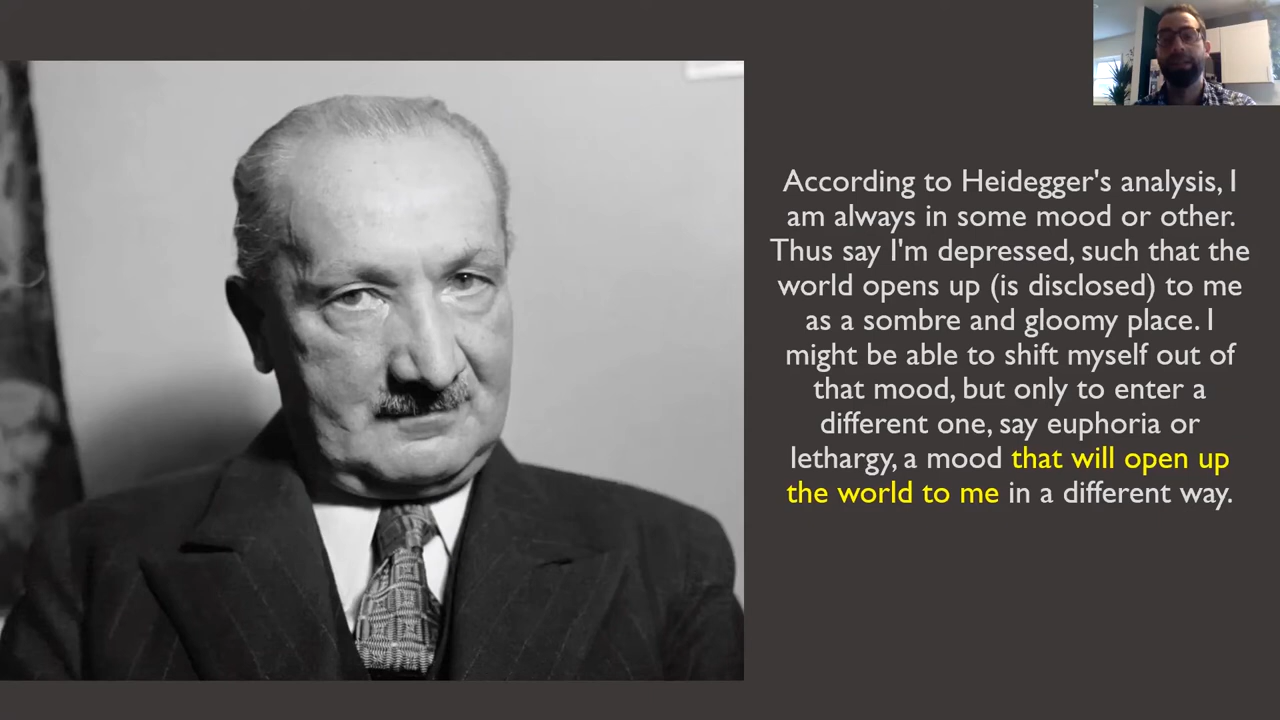 According to Heidegger's analysis, I
am always in some mood or other.
Thus say I'm depressed, such that the
world opens up (is disclosed) to me
as a sombre and gloomy place. I
might be able to shift myself out of
that mood, but only to enter a
different one, say euphoria or
lethargy, a mood that will open up
the world to me in a different way.